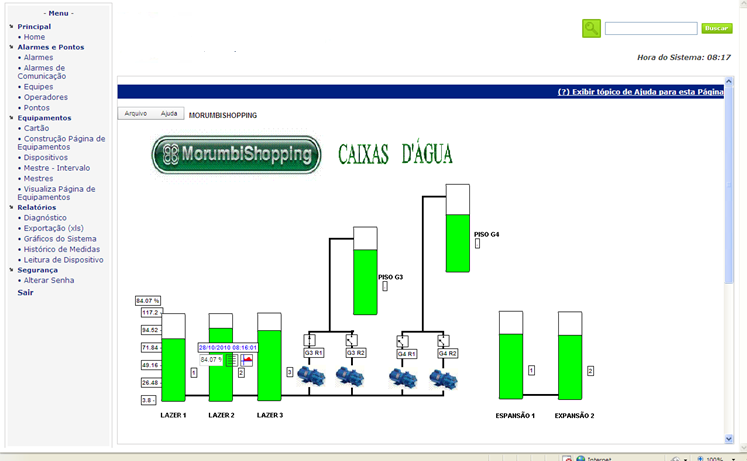 - Menu -
Principal
• Home
Alarmes e Pontos
• Alarmes
• Alarmes de
Comunicação
• Equipes
• Operadores
• Pontos
Equipamentos
• Cartão
• Construção Página de
Equipamentos
• Dispositivos
• Mestre - Intervalo
• Mestres
• Visualiza Página de
Equipamentos
Relatórios
• Diagnóstico
• Exportação (xls)
• Gráficos do Sistema
• Histórico de Medidas
• Leitura de Dispositivo
Segurança
• Alterar Senha
Sair
Buscar
Hora do Sistema: 08:17
(?) Exibir tópico de Ajuda para esta Página
Arquivo Ajuda MORUMBISHOPPING
MorumbiShopping CAIXAS D'ÁGUA
PISO G4
PISO G3
84.07 %
117.2
94.52
71.84
49.16
26.48
3.8
28/10/2010 08:16:01
84.07 %
1
2
3
G3 R1 G3 R2 G4 R1 G4 R2
1
2
LAZER 1 LAZER 2 LAZER 3 ESPANSÃO 1 EXPANSÃO 2
Internet 100%